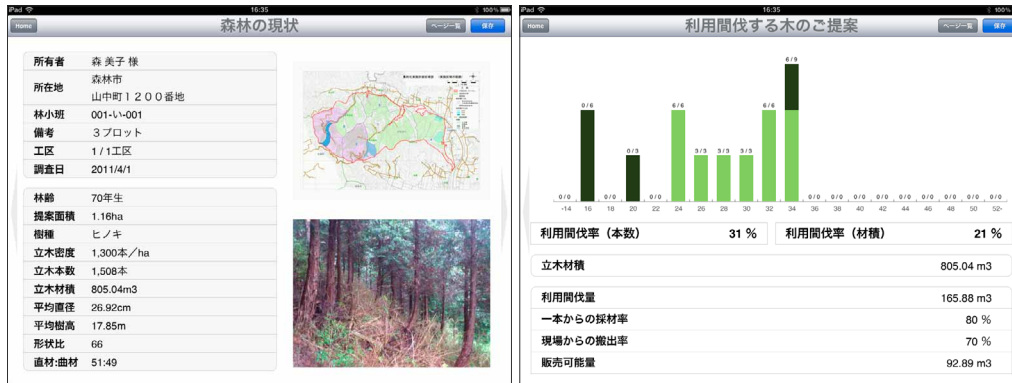 iPad 16:35 100%
Home 森林の現状 ページ一覧 保存
所有者 森 美子 様
所在地 森林市
山中町１２００番地
林小班 001-い-001
備考 ３プロット
工区 1 / 1工区
調査日 2011/4/1
林齢 70年生
提案面積 1.16ha
樹種 ヒノキ
立木密度 1,300本／ha
立木本数 1,508本
立木材積 805.04m3
平均直径 26.92cm
平均樹高 17.85m
形状比 66
直材:曲材 51:49
iPad 16:35 100%
Home 利用間伐する木のご提案 ページ一覧 保存
6 / 9
0 / 6 6 / 6 6 / 6
0 / 3 3 / 3 3 / 3 3 / 3
0 / 0 0 / 0 0 / 0 0 / 0 0 / 0 0 / 0 0 / 0 0 / 0 0 / 0 0 / 0 0 / 0 0 / 0
-14 16 18 20 22 24 26 28 30 32 34 36 38 40 42 44 46 48 50 52-
利用間伐率（本数） 31 % 利用間伐率（材積） 21 %
立木材積 805.04 m3
利用間伐量 165.88 m3
一本からの採材率 80 %
現場からの搬出率 70 %
販売可能量 92.89 m3